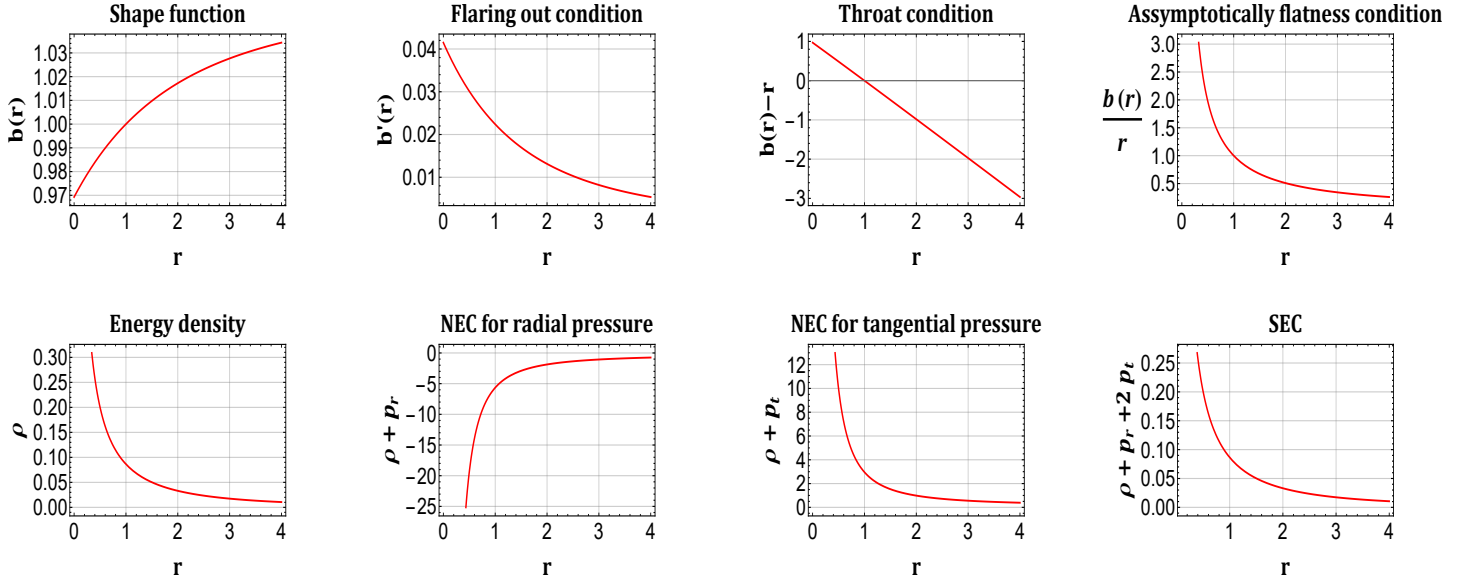 Shape function
b(r)
1.03
1.02
1.01
1.00
0.99
0.98
0.97
0 1 2 3 4
r
Flaring out condition
b'(r)
0.04
0.03
0.02
0.01
0 1 2 3 4
r
Throat condition
b(r)−r
1
0
−1
−2
−3
0 1 2 3 4
r
Assymptotically flatness condition
b(r)
r
3.0
2.5
2.0
1.5
1.0
0.5
0 1 2 3 4
r
Energy density
ρ
0.30
0.25
0.20
0.15
0.10
0.05
0.00
0 1 2 3 4
r
NEC for radial pressure
ρ + p_r
0
−5
−10
−15
−20
−25
0 1 2 3 4
r
NEC for tangential pressure
ρ + p_t
12
10
8
6
4
2
0
0 1 2 3 4
r
SEC
ρ + p_r +2 p_t
0.25
0.20
0.15
0.10
0.05
0.00
1 2 3 4
r